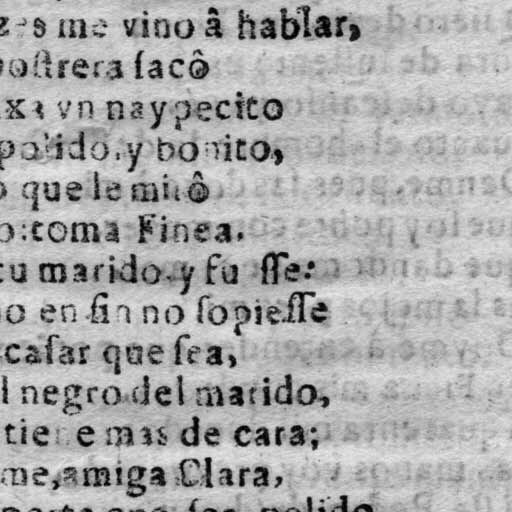 zes me vino â hablar,
postrera sacô
xa vn naypecito
polido, y bonito,
o que le mirô
o: toma Finea.
tu marido, y fuesse:
no en fin no sopiesse
casar que sea,
l negro del marido,
tiene mas de cara;
me, amiga Clara,